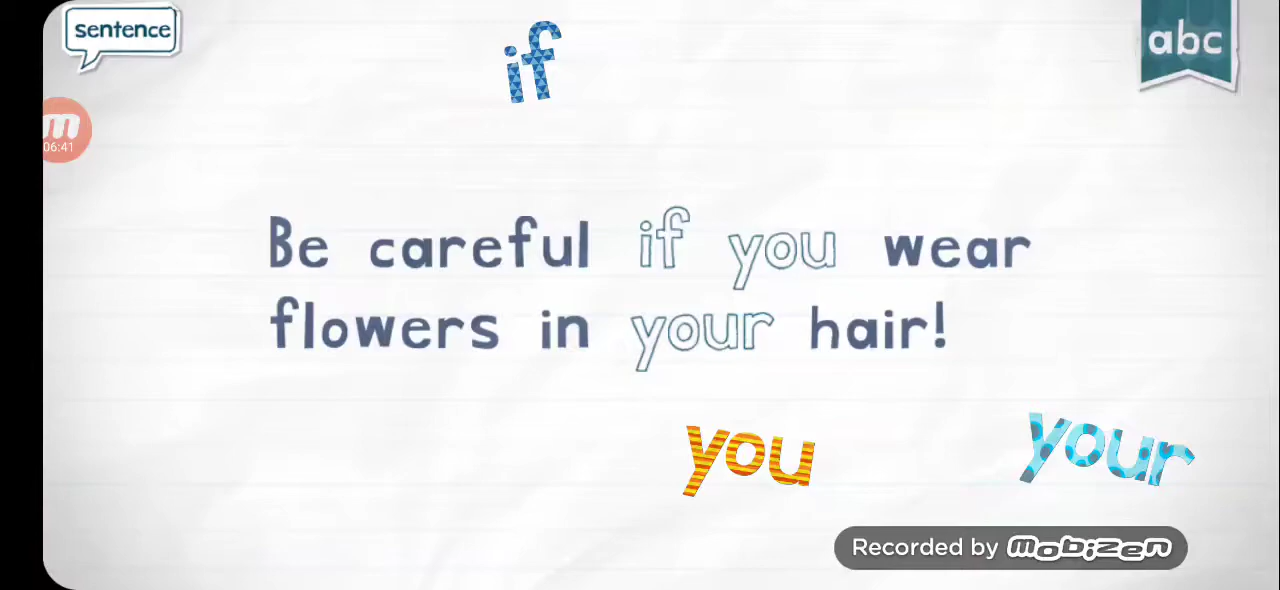 sentence
if
abc
m
06:41
Be careful if you wear
flowers in your hair!
you
your
Recorded by mobizen